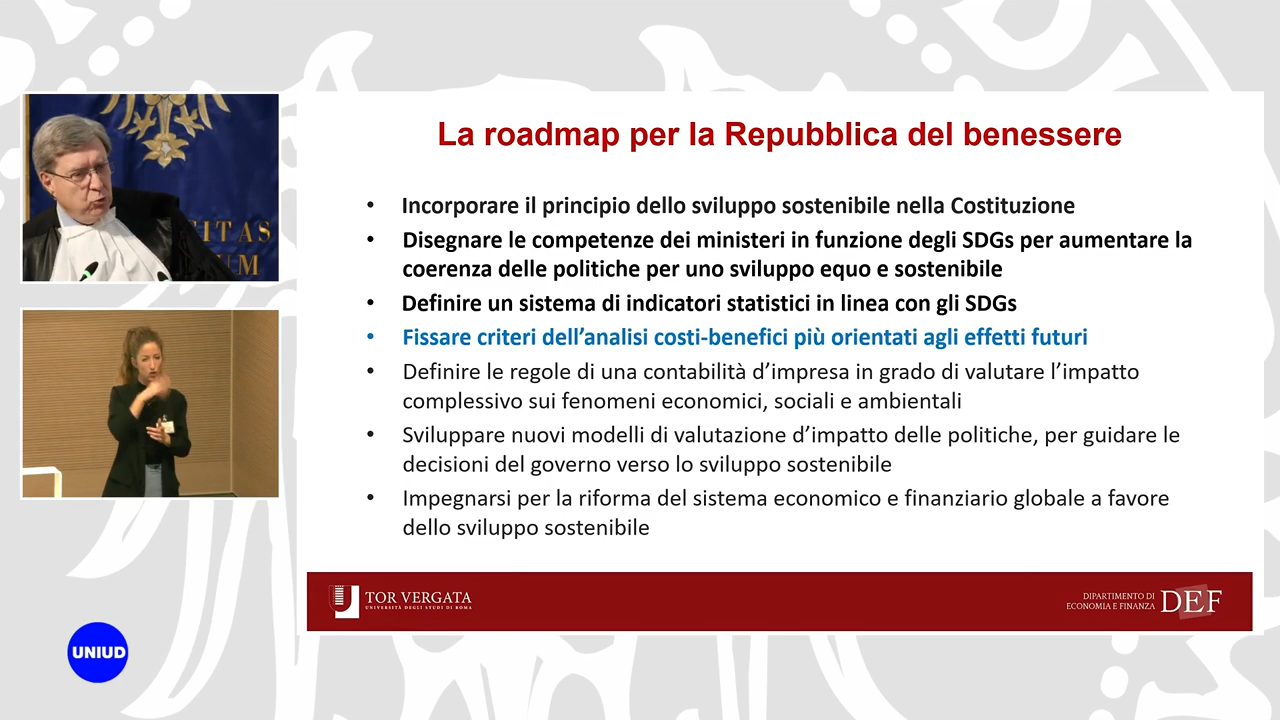 La roadmap per la Repubblica del benessere
• Incorporare il principio dello sviluppo sostenibile nella Costituzione
• Disegnare le competenze dei ministeri in funzione degli SDGs per aumentare la
coerenza delle politiche per uno sviluppo equo e sostenibile
• Definire un sistema di indicatori statistici in linea con gli SDGs
• Fissare criteri dell’analisi costi-benefici più orientati agli effetti futuri
• Definire le regole di una contabilità d’impresa in grado di valutare l’impatto
complessivo sui fenomeni economici, sociali e ambientali
• Sviluppare nuovi modelli di valutazione d’impatto delle politiche, per guidare le
decisioni del governo verso lo sviluppo sostenibile
• Impegnarsi per la riforma del sistema economico e finanziario globale a favore
dello sviluppo sostenibile
TOR VERGATA
UNIVERSITÀ DEGLI STUDI DI ROMA
DIPARTIMENTO DI
ECONOMIA E FINANZA
DEF
UNIUD